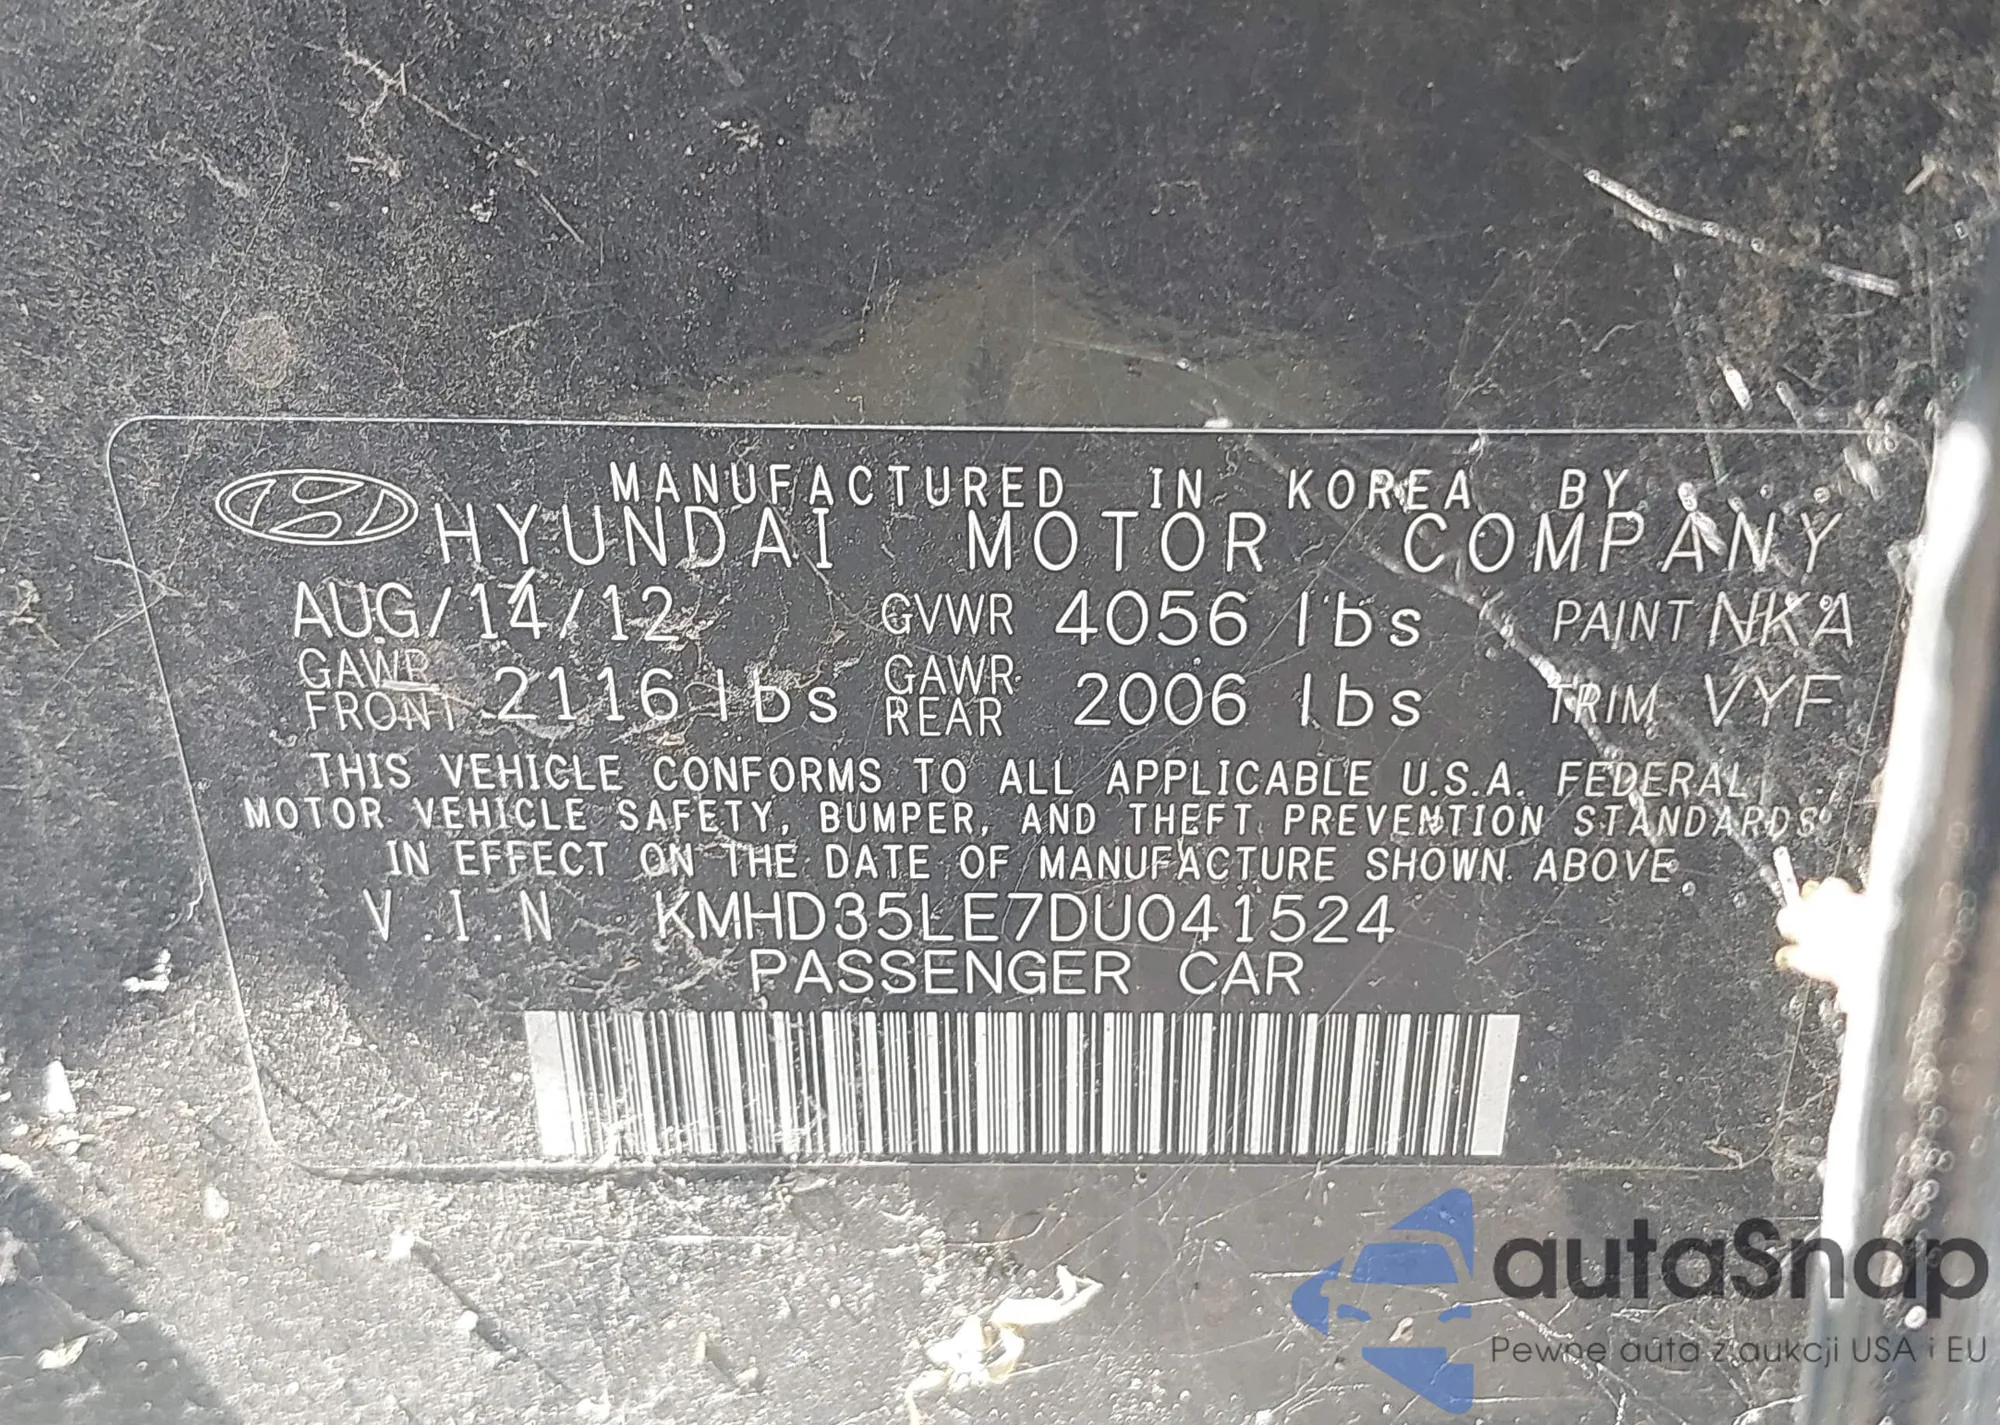 MANUFACTURED IN KOREA BY
HYUNDAI MOTOR COMPANY
AUG/14/12 GVWR 4056 lbs PAINT NKA
GAWR FRONT 2116 lbs GAWR REAR 2006 lbs TRIM VYF
THIS VEHICLE CONFORMS TO ALL APPLICABLE U.S.A. FEDERAL
MOTOR VEHICLE SAFETY, BUMPER, AND THEFT PREVENTION STANDARDS
IN EFFECT ON THE DATE OF MANUFACTURE SHOWN ABOVE.
V.I.N KMHD35LE7DU041524
PASSENGER CAR
autaSnap
Pewne auta z aukcji USA i EU